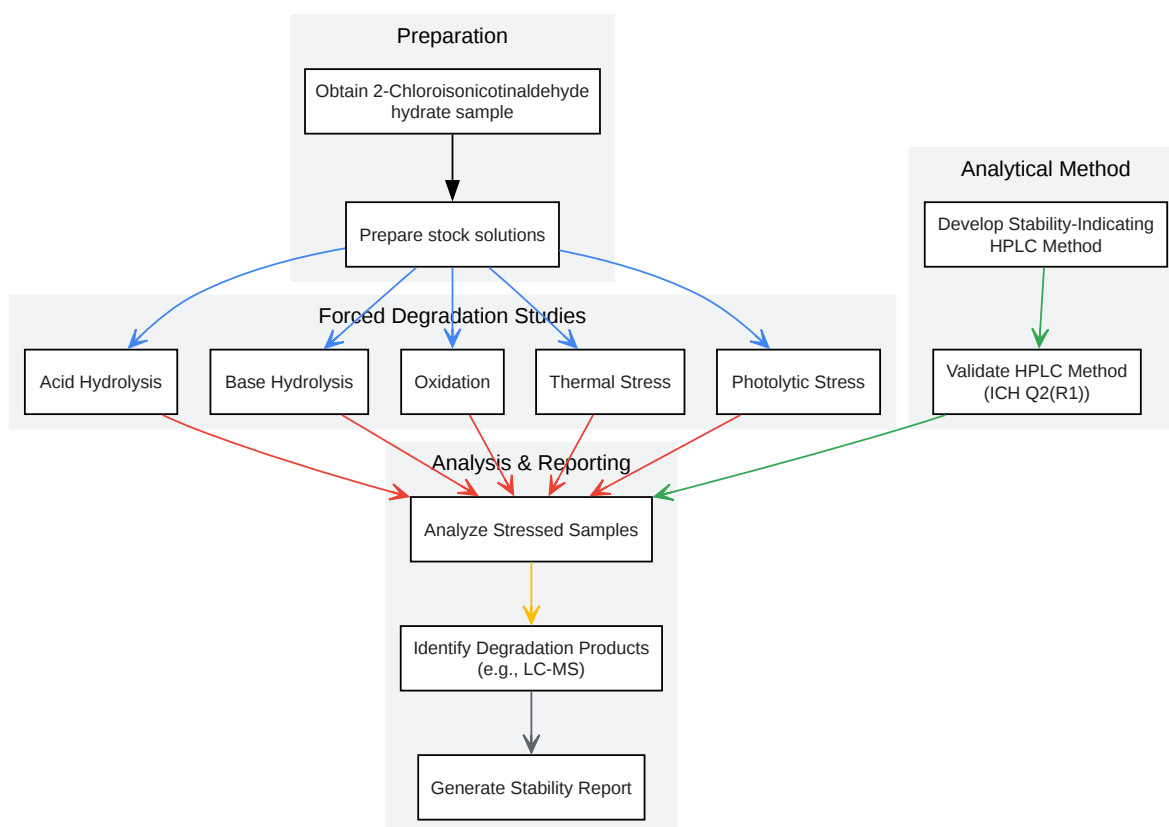 Preparation
Obtain 2-Chloroisonicotinaldehyde
hydrate sample
Prepare stock solutions
Analytical Method
Develop Stability-Indicating
HPLC Method
Validate HPLC Method
(ICH Q2(R1))
Forced Degradation Studies
Acid Hydrolysis
Base Hydrolysis
Oxidation
Thermal Stress
Photolytic Stress
Analysis & Reporting
Analyze Stressed Samples
Identify Degradation Products
(e.g., LC-MS)
Generate Stability Report